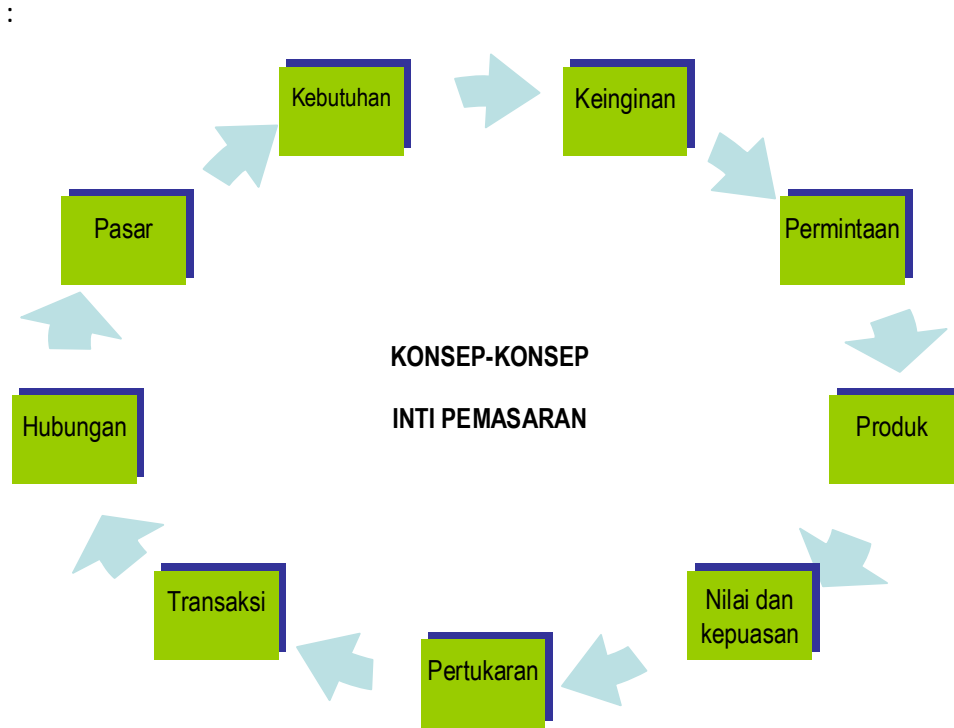 :
Kebutuhan
Keinginan
Permintaan
Produk
Nilai dan
kepuasan
Pertukaran
Transaksi
Hubungan
Pasar
KONSEP-KONSEP
INTI PEMASARAN